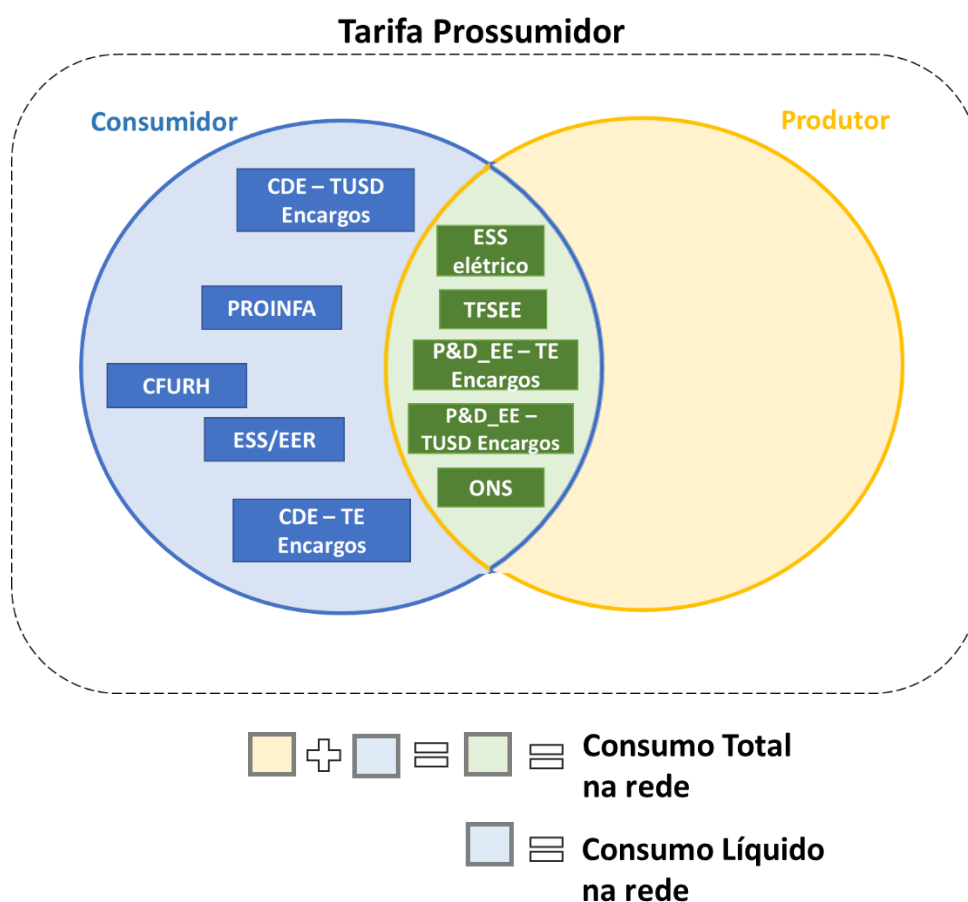 Tarifa Prossumidor
Consumidor
Produtor
CDE – TUSD
Encargos
PROINFA
CFURH
ESS/EER
CDE – TE
Encargos
ESS
elétrico
TFSEE
P&D_EE – TE
Encargos
P&D_EE –
TUSD Encargos
ONS
Consumo Total
na rede
Consumo Líquido
na rede